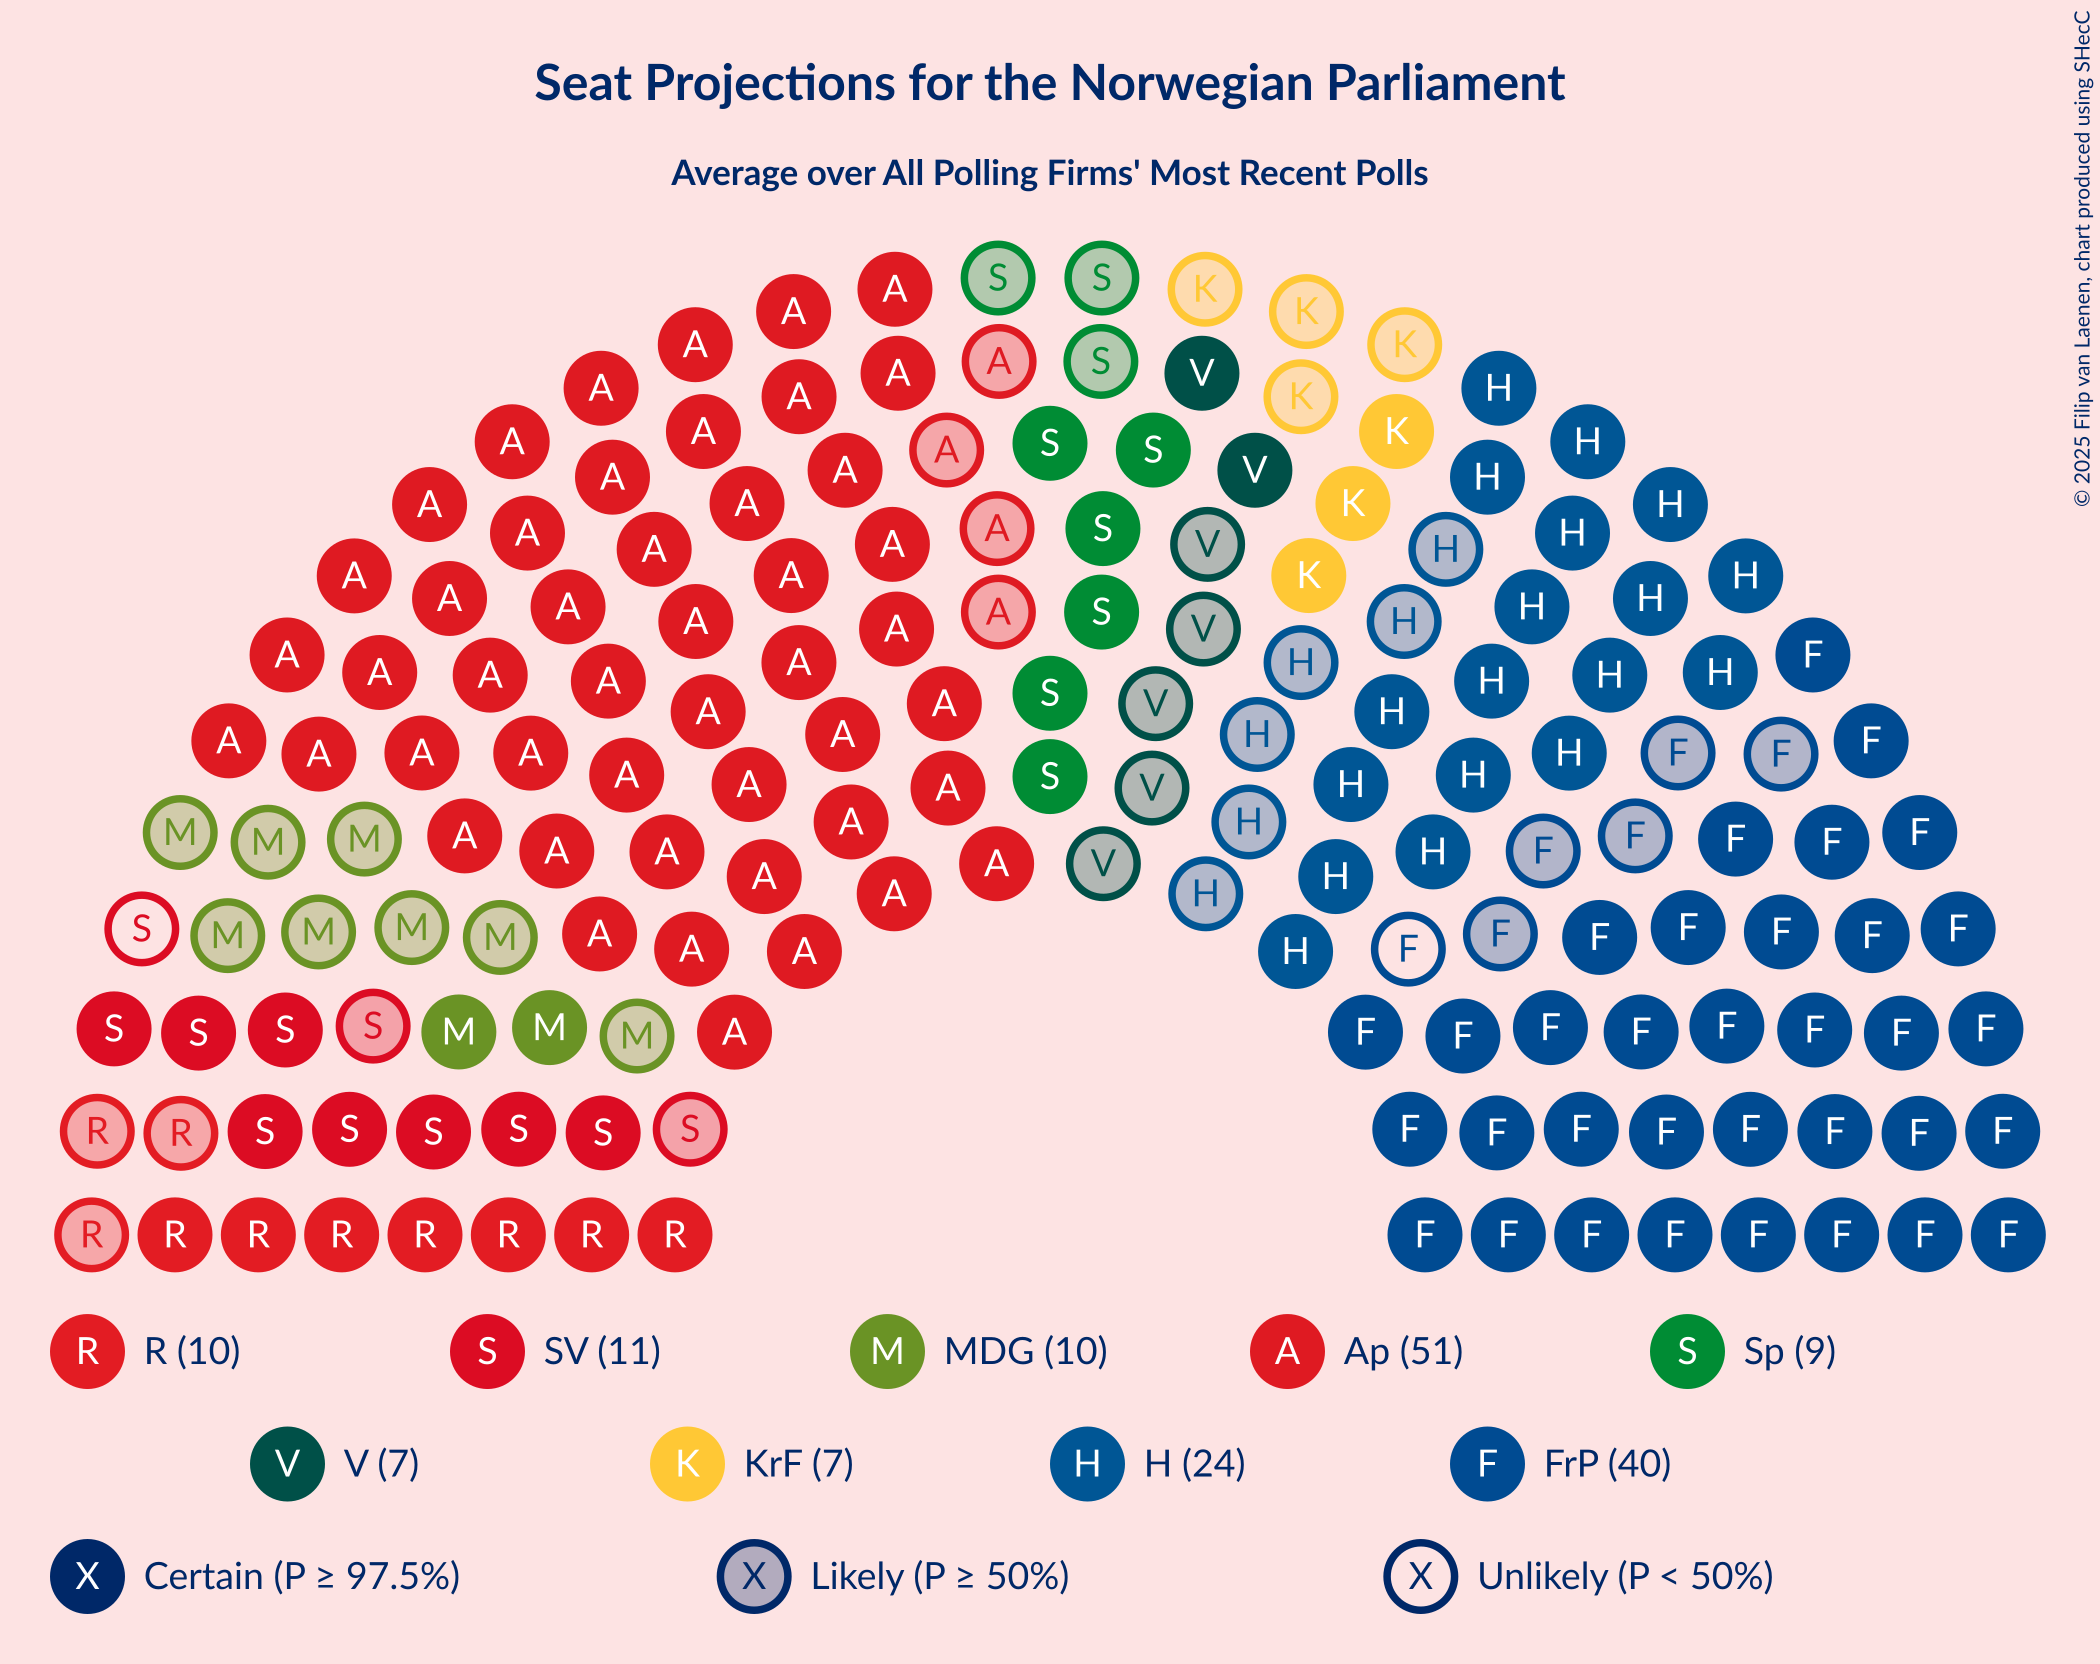 Seat Projections for the Norwegian Parliament
Average over All Polling Firms' Most Recent Polls
© 2025 Filip van Laenen, chart produced using SHecC
A A S S K K K
A A A S V K K H H
A A A A A S S V K H H
A A A A A A S V K H H H
A A A A A A S V H H H H H
A A A A A A S V H H H H H F
A A A A A A A S V H H H H F F F
M M M A A A A A A V H H H F F F F F
S M M M M A A A H F F F F F F F
S S S S M M M A F F F F F F F F
R R S S S S S S F F F F F F F F
R R R R R R R R F F F F F F F F
R R (10) S SV (11) M MDG (10) A Ap (51) S Sp (9)
V V (7) K KrF (7) H H (24) F FrP (40)
X Certain (P ≥ 97.5%) X Likely (P ≥ 50%) X Unlikely (P < 50%)